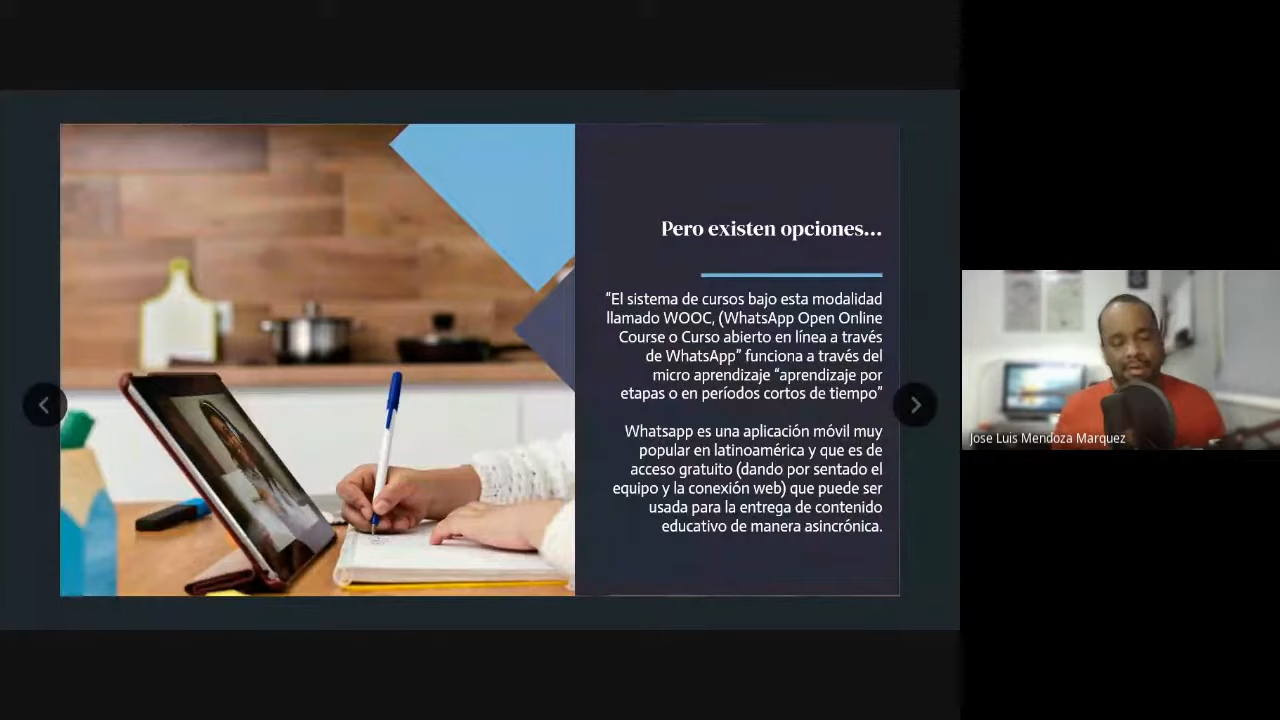 Pero existen opciones...
“El sistema de cursos bajo esta modalidad
llamado WOOC, (WhatsApp Open Online
Course o Curso abierto en línea a través
de WhatsApp” funciona a través del
micro aprendizaje “aprendizaje por
etapas o en períodos cortos de tiempo”
Whatsapp es una aplicación móvil muy
popular en latinoamérica y que es de
acceso gratuito (dando por sentado el
equipo y la conexión web) que puede ser
usada para la entrega de contenido
educativo de manera asincrónica.
Jose Luis Mendoza Marquez